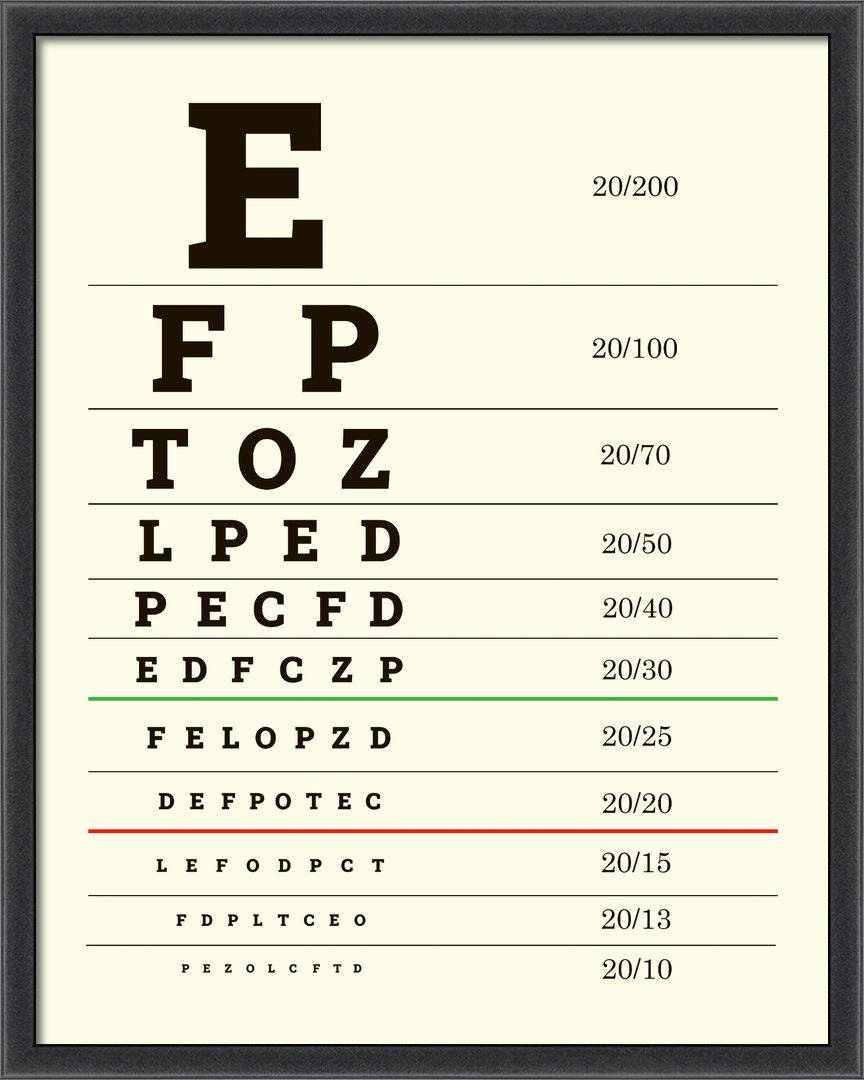 E 20/200
F P 20/100
T O Z 20/70
L P E D 20/50
P E C F D 20/40
E D F C Z P 20/30
F E L O P Z D 20/25
D E F P O T E C 20/20
L E F O D P C T 20/15
F D P L T C E O 20/13
P E Z O L C F T D 20/10